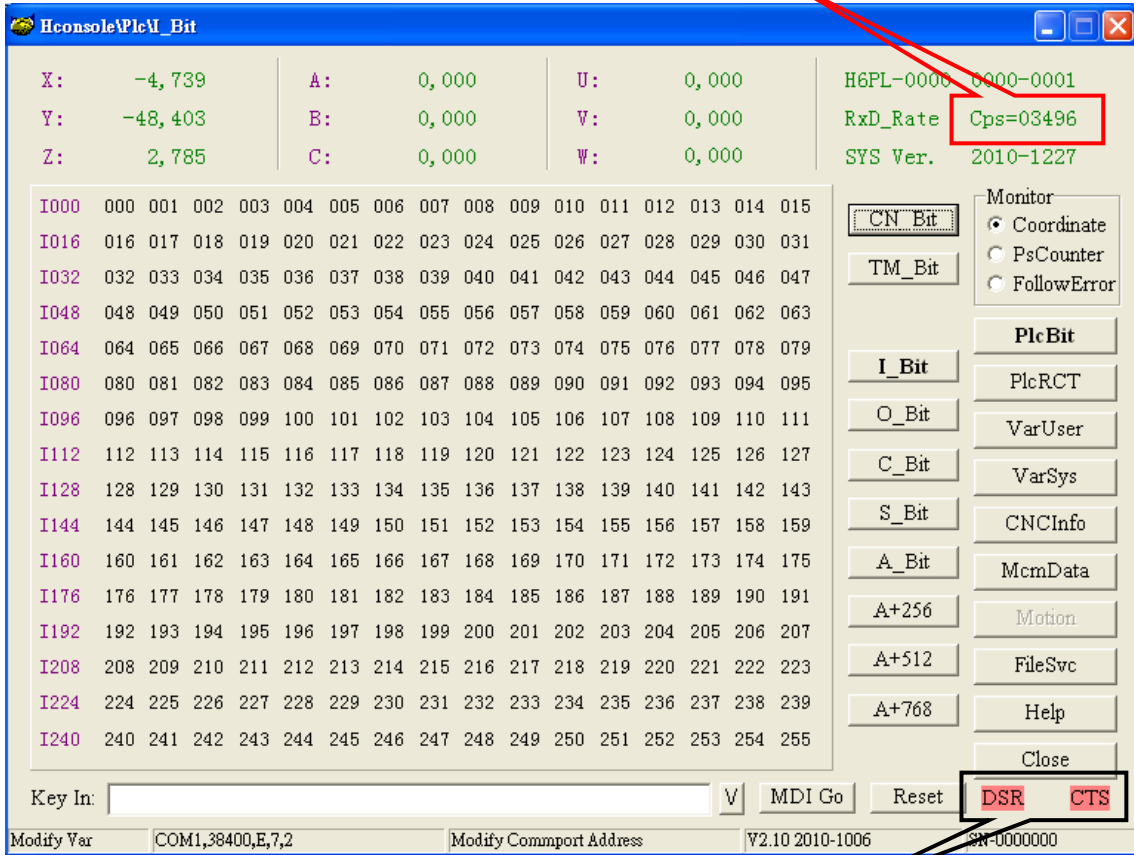 Hconsole\Plc\I_Bit
X: -4,739 A: 0,000 U: 0,000 H6PL-0000 0000-0001
Y: -48,403 B: 0,000 V: 0,000 RxD_Rate Cps=03496
Z: 2,785 C: 0,000 W: 0,000 SYS Ver. 2010-1227
I000 000 001 002 003 004 005 006 007 008 009 010 011 012 013 014 015
I016 016 017 018 019 020 021 022 023 024 025 026 027 028 029 030 031
I032 032 033 034 035 036 037 038 039 040 041 042 043 044 045 046 047
I048 048 049 050 051 052 053 054 055 056 057 058 059 060 061 062 063
I064 064 065 066 067 068 069 070 071 072 073 074 075 076 077 078 079
I080 080 081 082 083 084 085 086 087 088 089 090 091 092 093 094 095
I096 096 097 098 099 100 101 102 103 104 105 106 107 108 109 110 111
I112 112 113 114 115 116 117 118 119 120 121 122 123 124 125 126 127
I128 128 129 130 131 132 133 134 135 136 137 138 139 140 141 142 143
I144 144 145 146 147 148 149 150 151 152 153 154 155 156 157 158 159
I160 160 161 162 163 164 165 166 167 168 169 170 171 172 173 174 175
I176 176 177 178 179 180 181 182 183 184 185 186 187 188 189 190 191
I192 192 193 194 195 196 197 198 199 200 201 202 203 204 205 206 207
I208 208 209 210 211 212 213 214 215 216 217 218 219 220 221 222 223
I224 224 225 226 227 228 229 230 231 232 233 234 235 236 237 238 239
I240 240 241 242 243 244 245 246 247 248 249 250 251 252 253 254 255
CN_Bit
TM_Bit
I_Bit
O_Bit
C_Bit
S_Bit
A_Bit
A+256
A+512
A+768
Monitor
Coordinate
PsCounter
FollowError
PlcBit
PlcRCT
VarUser
VarSys
CNCInfo
McmData
Motion
FileSvc
Help
Close
Key In: V MDI Go Reset DSR CTS
Modify Var COM1,38400,E,7,2 Modify Commport Address V2.10 2010-1006 SN-0000000